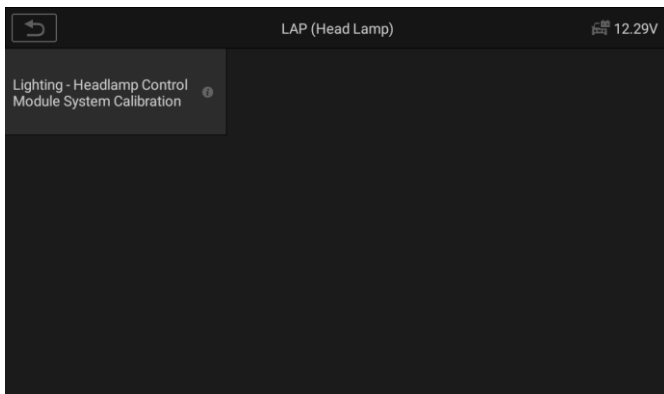 LAP (Head Lamp)
12.29V
Lighting - Headlamp Control
Module System Calibration